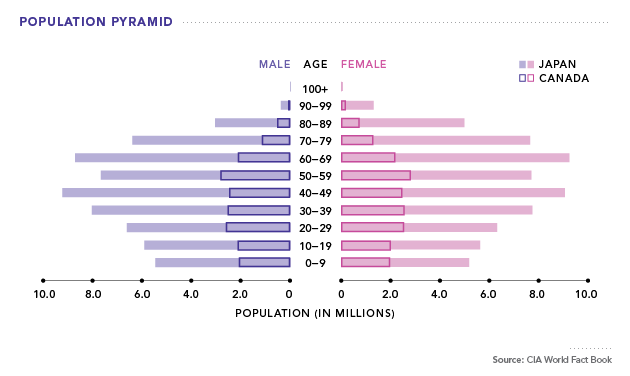 POPULATION PYRAMID
MALE AGE FEMALE
JAPAN
CANADA
100+
90–99
80–89
70–79
60–69
50–59
40–49
30–39
20–29
10–19
0–9
10.0 8.0 6.0 4.0 2.0 0 0 2.0 4.0 6.0 8.0 10.0
POPULATION (IN MILLIONS)
Source: CIA World Fact Book